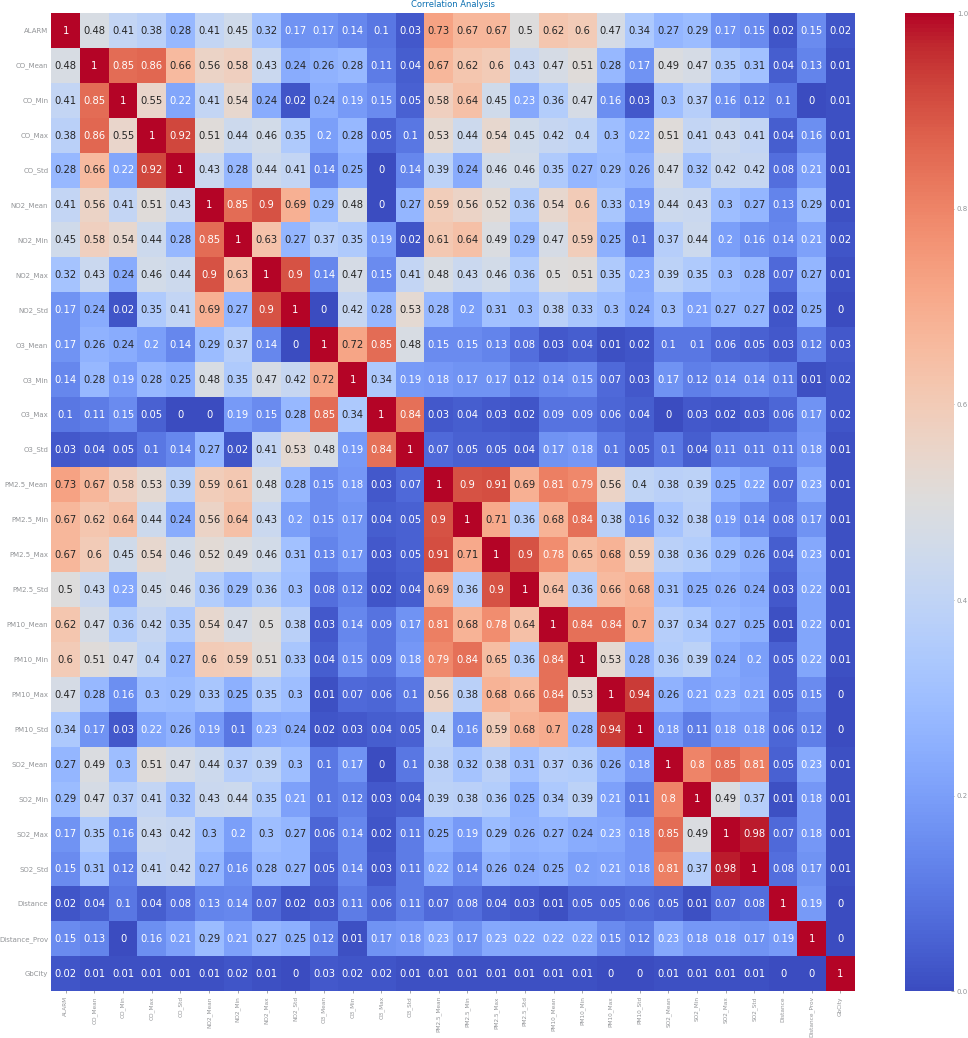 Correlation Analysis
ALARM 1 0.48 0.41 0.38 0.28 0.41 0.45 0.32 0.17 0.17 0.14 0.1 0.03 0.73 0.67 0.67 0.5 0.62 0.6 0.47 0.34 0.27 0.29 0.17 0.15 0.02 0.15 0.02
CO_Mean 0.48 1 0.85 0.86 0.66 0.56 0.58 0.43 0.24 0.26 0.28 0.11 0.04 0.67 0.62 0.6 0.43 0.47 0.51 0.28 0.17 0.49 0.47 0.35 0.31 0.04 0.13 0.01
CO_Min 0.41 0.85 1 0.55 0.22 0.41 0.54 0.24 0.02 0.24 0.19 0.15 0.05 0.58 0.64 0.45 0.23 0.36 0.47 0.16 0.03 0.3 0.37 0.16 0.12 0.1 0 0.01
CO_Max 0.38 0.86 0.55 1 0.92 0.51 0.44 0.46 0.35 0.2 0.28 0.05 0.1 0.53 0.44 0.54 0.45 0.42 0.4 0.3 0.22 0.51 0.41 0.43 0.41 0.04 0.16 0.01
CO_Std 0.28 0.66 0.22 0.92 1 0.43 0.28 0.44 0.41 0.14 0.25 0 0.14 0.39 0.24 0.46 0.46 0.35 0.27 0.29 0.26 0.47 0.32 0.42 0.42 0.08 0.21 0.01
NO2_Mean 0.41 0.56 0.41 0.51 0.43 1 0.85 0.9 0.69 0.29 0.48 0 0.27 0.59 0.56 0.52 0.36 0.54 0.6 0.33 0.19 0.44 0.43 0.3 0.27 0.13 0.29 0.01
NO2_Min 0.45 0.58 0.54 0.44 0.28 0.85 1 0.63 0.27 0.37 0.35 0.19 0.02 0.61 0.64 0.49 0.29 0.47 0.59 0.25 0.1 0.37 0.44 0.2 0.16 0.14 0.21 0.02
NO2_Max 0.32 0.43 0.24 0.46 0.44 0.9 0.63 1 0.9 0.14 0.47 0.15 0.41 0.48 0.43 0.46 0.36 0.5 0.51 0.35 0.23 0.39 0.35 0.3 0.28 0.07 0.27 0.01
NO2_Std 0.17 0.24 0.02 0.35 0.41 0.69 0.27 0.9 1 0 0.42 0.28 0.53 0.28 0.2 0.31 0.3 0.38 0.33 0.3 0.24 0.3 0.21 0.27 0.27 0.02 0.25 0
O3_Mean 0.17 0.26 0.24 0.2 0.14 0.29 0.37 0.14 0 1 0.72 0.85 0.48 0.15 0.15 0.13 0.08 0.03 0.04 0.01 0.02 0.1 0.1 0.06 0.05 0.03 0.12 0.03
O3_Min 0.14 0.28 0.19 0.28 0.25 0.48 0.35 0.47 0.42 0.72 1 0.34 0.19 0.18 0.17 0.17 0.12 0.14 0.15 0.07 0.03 0.17 0.12 0.14 0.14 0.11 0.01 0.02
O3_Max 0.1 0.11 0.15 0.05 0 0 0.19 0.15 0.28 0.85 0.34 1 0.84 0.03 0.04 0.03 0.02 0.09 0.09 0.06 0.04 0 0.03 0.02 0.03 0.06 0.17 0.02
O3_Std 0.03 0.04 0.05 0.1 0.14 0.27 0.02 0.41 0.53 0.48 0.19 0.84 1 0.07 0.05 0.05 0.04 0.17 0.18 0.1 0.05 0.1 0.04 0.11 0.11 0.11 0.18 0.01
PM2.5_Mean 0.73 0.67 0.58 0.53 0.39 0.59 0.61 0.48 0.28 0.15 0.18 0.03 0.07 1 0.9 0.91 0.69 0.81 0.79 0.56 0.4 0.38 0.39 0.25 0.22 0.07 0.23 0.01
PM2.5_Min 0.67 0.62 0.64 0.44 0.24 0.56 0.64 0.43 0.2 0.15 0.17 0.04 0.05 0.9 1 0.71 0.36 0.68 0.84 0.38 0.16 0.32 0.38 0.19 0.14 0.08 0.17 0.01
PM2.5_Max 0.67 0.6 0.45 0.54 0.46 0.52 0.49 0.46 0.31 0.13 0.17 0.03 0.05 0.91 0.71 1 0.9 0.78 0.65 0.68 0.59 0.38 0.36 0.29 0.26 0.04 0.23 0.01
PM2.5_Std 0.5 0.43 0.23 0.45 0.46 0.36 0.29 0.36 0.3 0.08 0.12 0.02 0.04 0.69 0.36 0.9 1 0.64 0.36 0.66 0.68 0.31 0.25 0.26 0.24 0.03 0.22 0.01
PM10_Mean 0.62 0.47 0.36 0.42 0.35 0.54 0.47 0.5 0.38 0.03 0.14 0.09 0.17 0.81 0.68 0.78 0.64 1 0.84 0.84 0.7 0.37 0.34 0.27 0.25 0.01 0.22 0.01
PM10_Min 0.6 0.51 0.47 0.4 0.27 0.6 0.59 0.51 0.33 0.04 0.15 0.09 0.18 0.79 0.84 0.65 0.36 0.84 1 0.53 0.28 0.36 0.39 0.24 0.2 0.05 0.22 0.01
PM10_Max 0.47 0.28 0.16 0.3 0.29 0.33 0.25 0.35 0.3 0.01 0.07 0.06 0.1 0.56 0.38 0.68 0.66 0.84 0.53 1 0.94 0.26 0.21 0.23 0.21 0.05 0.15 0
PM10_Std 0.34 0.17 0.03 0.22 0.26 0.19 0.1 0.23 0.24 0.02 0.03 0.04 0.05 0.4 0.16 0.59 0.68 0.7 0.28 0.94 1 0.18 0.11 0.18 0.18 0.06 0.12 0
SO2_Mean 0.27 0.49 0.3 0.51 0.47 0.44 0.37 0.39 0.3 0.1 0.17 0 0.1 0.38 0.32 0.38 0.31 0.37 0.36 0.26 0.18 1 0.8 0.85 0.81 0.05 0.23 0.01
SO2_Min 0.29 0.47 0.37 0.41 0.32 0.43 0.44 0.35 0.21 0.1 0.12 0.03 0.04 0.39 0.38 0.36 0.25 0.34 0.39 0.21 0.11 0.8 1 0.49 0.37 0.01 0.18 0.01
SO2_Max 0.17 0.35 0.16 0.43 0.42 0.3 0.2 0.3 0.27 0.06 0.14 0.02 0.11 0.25 0.19 0.29 0.26 0.27 0.24 0.23 0.18 0.85 0.49 1 0.98 0.07 0.18 0.01
SO2_Std 0.15 0.31 0.12 0.41 0.42 0.27 0.16 0.28 0.27 0.05 0.14 0.03 0.11 0.22 0.14 0.26 0.24 0.25 0.2 0.21 0.18 0.81 0.37 0.98 1 0.08 0.17 0.01
Distance 0.02 0.04 0.1 0.04 0.08 0.13 0.14 0.07 0.02 0.03 0.11 0.06 0.11 0.07 0.08 0.04 0.03 0.01 0.05 0.05 0.06 0.05 0.01 0.07 0.08 1 0.19 0
Distance_Prov 0.15 0.13 0 0.16 0.21 0.29 0.21 0.27 0.25 0.12 0.01 0.17 0.18 0.23 0.17 0.23 0.22 0.22 0.22 0.15 0.12 0.23 0.18 0.18 0.17 0.19 1 0
GbCity 0.02 0.01 0.01 0.01 0.01 0.01 0.02 0.01 0 0.03 0.02 0.02 0.01 0.01 0.01 0.01 0.01 0.01 0.01 0 0 0.01 0.01 0.01 0.01 0 0 1
ALARM CO_Mean CO_Min CO_Max CO_Std NO2_Mean NO2_Min NO2_Max NO2_Std O3_Mean O3_Min O3_Max O3_Std PM2.5_Mean PM2.5_Min PM2.5_Max PM2.5_Std PM10_Mean PM10_Min PM10_Max PM10_Std SO2_Mean SO2_Min SO2_Max SO2_Std Distance Distance_Prov GbCity
1.0
0.8
0.6
0.4
0.2
0.0